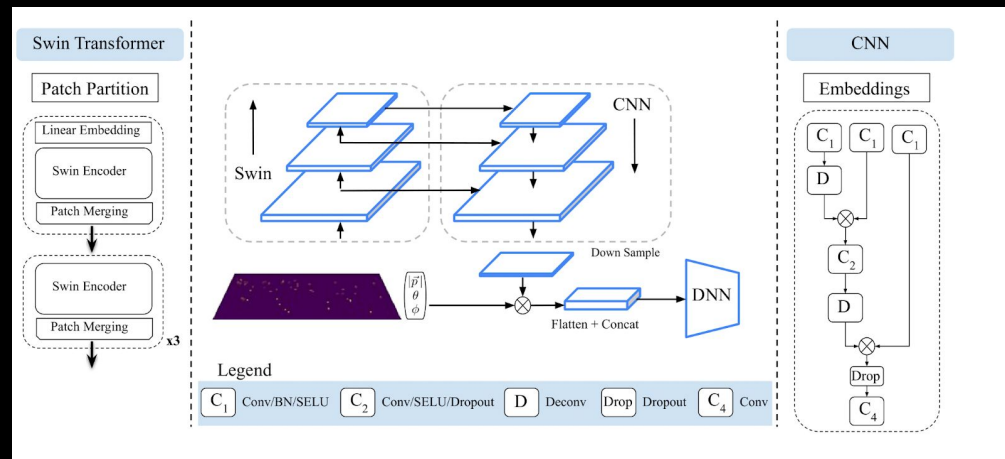 Swin Transformer
Patch Partition
Linear Embedding
Swin Encoder
Patch Merging
Swin Encoder
Patch Merging
x3
Swin
CNN
Down Sample
|p⃗|
θ
ϕ
Flatten + Concat
DNN
Legend
C₁ Conv/BN/SELU C₂ Conv/SELU/Dropout D Deconv Drop Dropout C₄ Conv
CNN
Embeddings
C₁ C₁ C₁
D
C₂
D
Drop
C₄